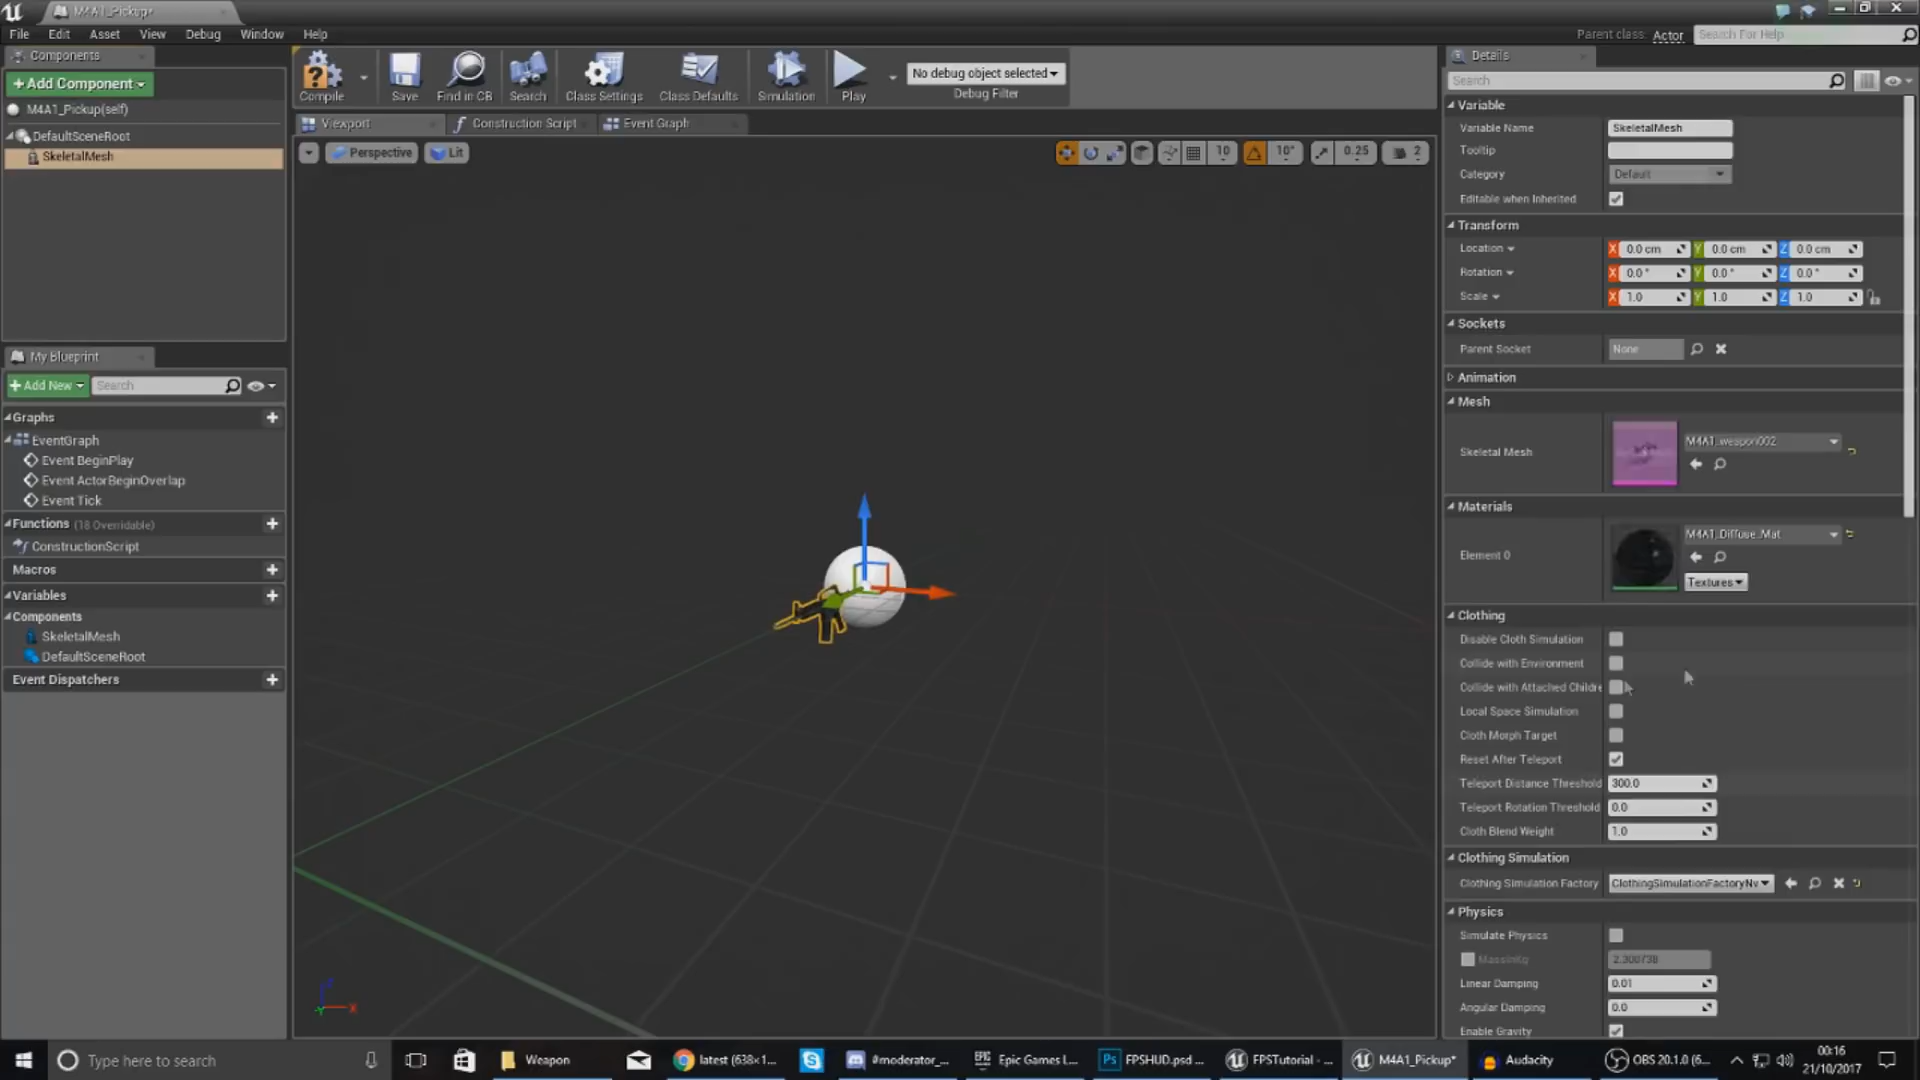 M4A1_Pickup*
File Edit Asset View Debug Window Help
Parent class: Actor
Search For Help
Components
+Add Component
M4A1_Pickup(self)
DefaultSceneRoot
SkeletalMesh
Compile Save Find in CB Search Class Settings Class Defaults Simulation Play
No debug object selected
Debug Filter
Viewport Construction Script Event Graph
Perspective Lit
10 10° 0.25 2
My Blueprint
+Add New Search
Graphs
EventGraph
Event BeginPlay
Event ActorBeginOverlap
Event Tick
Functions (18 Overridable)
ConstructionScript
Macros
Variables
Components
SkeletalMesh
DefaultSceneRoot
Event Dispatchers
Details
Search
Variable
Variable Name SkeletalMesh
Tooltip
Category Default
Editable when Inherited
Transform
Location X 0.0 cm Y 0.0 cm Z 0.0 cm
Rotation X 0.0 ° Y 0.0 ° Z 0.0 °
Scale X 1.0 Y 1.0 Z 1.0
Sockets
Parent Socket None
Animation
Mesh
Skeletal Mesh M4A1_weapon002
Materials
Element 0 M4A1_Diffuse_Mat
Textures
Clothing
Disable Cloth Simulation
Collide with Environment
Collide with Attached Childre
Local Space Simulation
Cloth Morph Target
Reset After Teleport
Teleport Distance Threshold 300.0
Teleport Rotation Threshold 0.0
Cloth Blend Weight 1.0
Clothing Simulation
Clothing Simulation Factory ClothingSimulationFactoryNv
Physics
Simulate Physics
MassInKg
Linear Damping 0.01
Angular Damping 0.0
Enable Gravity
Type here to search
Weapon
latest (638×1...
#moderator_...
Epic Games L...
FPSHUD.psd ...
FPSTutorial - ...
M4A1_Pickup*
Audacity
OBS 20.1.0 (6...
00:16
21/10/2017